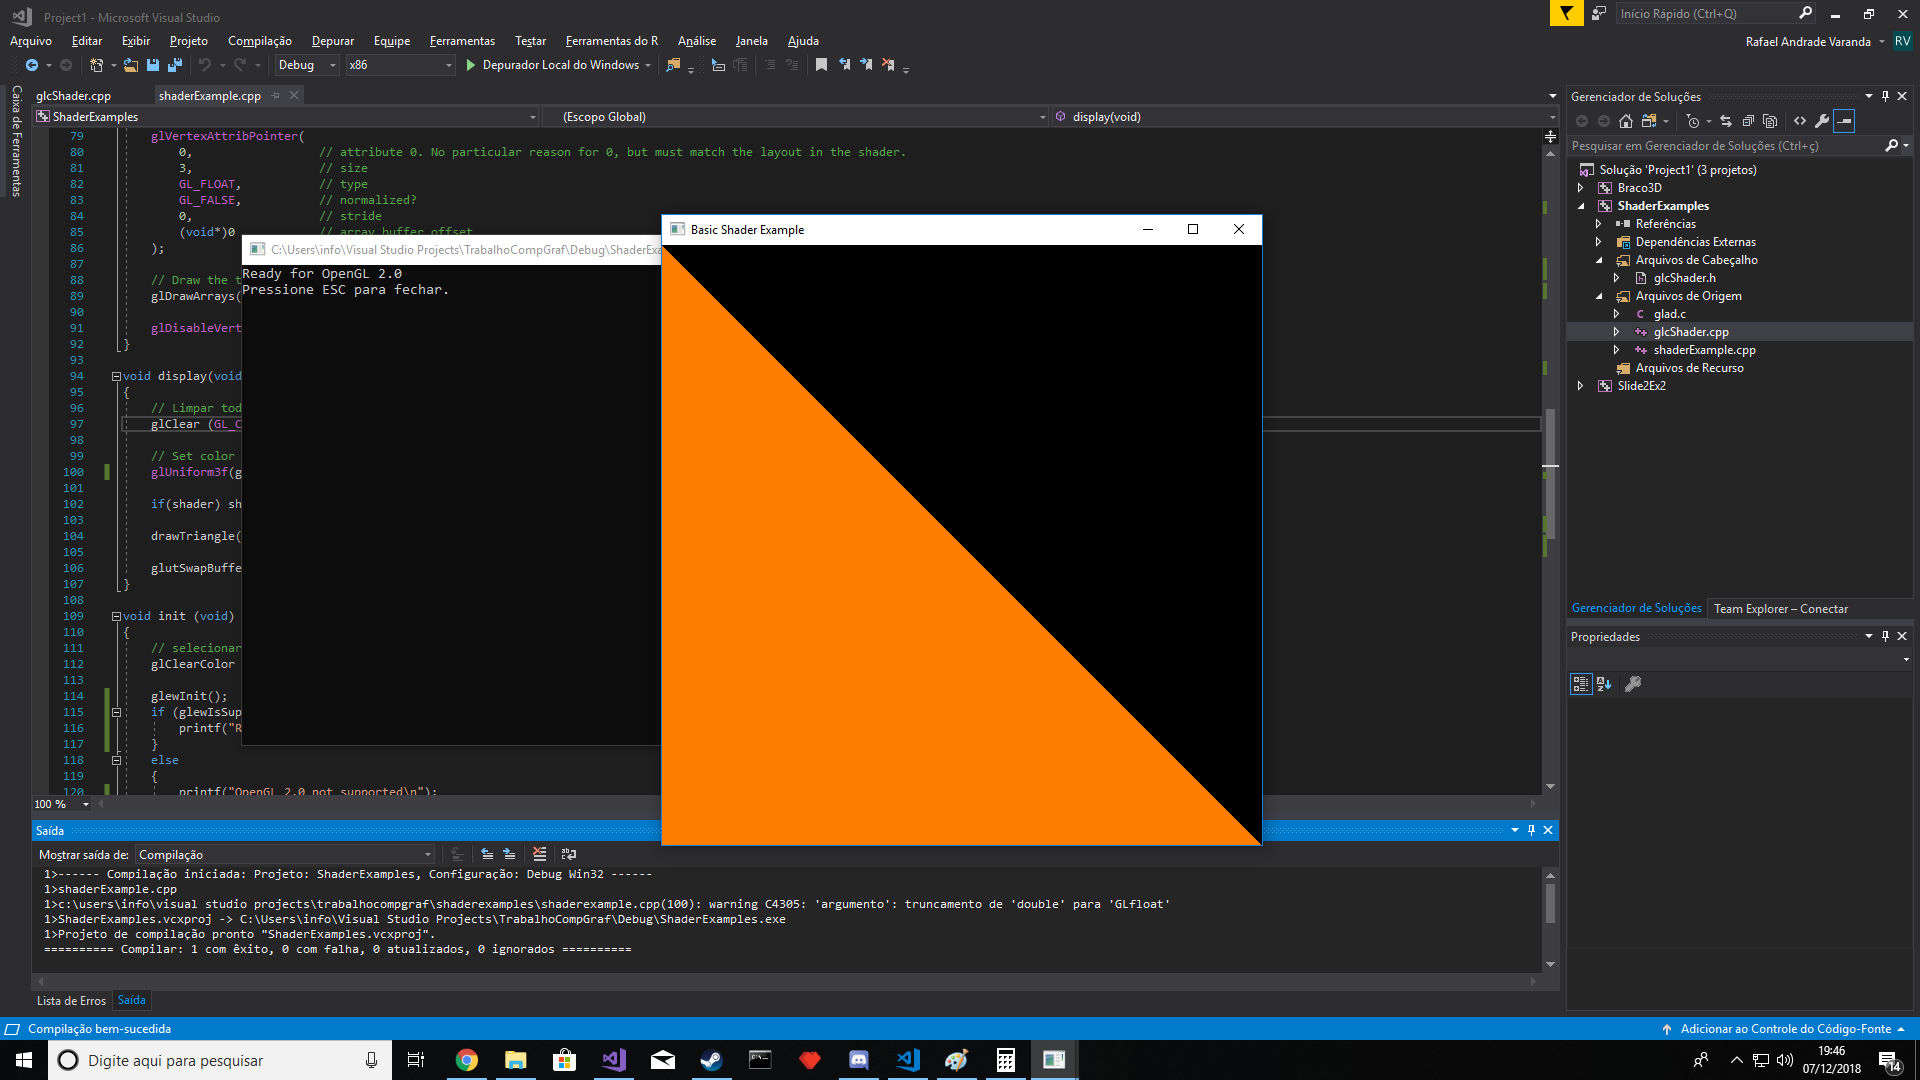 Project1 - Microsoft Visual Studio
Início Rápido (Ctrl+Q)
Arquivo Editar Exibir Projeto Compilação Depurar Equipe Ferramentas Testar Ferramentas do R Análise Janela Ajuda
Rafael Andrade Varanda RV
Debug x86 Depurador Local do Windows
Caixa de Ferramentas
glcShader.cpp shaderExample.cpp
ShaderExamples (Escopo Global) display(void)
79 glVertexAttribPointer(
80 0, // attribute 0. No particular reason for 0, but must match the layout in the shader.
81 3, // size
82 GL_FLOAT, // type
83 GL_FALSE, // normalized?
84 0, // stride
85 (void*)0 // array buffer offset
86 );
87
88 // Draw the t
89 glDrawArrays(
90
91 glDisableVert
92 }
93
94 void display(void
95 {
96 // Limpar tod
97 glClear (GL_C
98
99 // Set color
100 glUniform3f(g
101
102 if(shader) sh
103
104 drawTriangle(
105
106 glutSwapBuffe
107 }
108
109 void init (void)
110 {
111 // selecionar
112 glClearColor
113
114 glewInit();
115 if (glewIsSup
116 printf("R
117 }
118 else
119 {
120 printf("OpenGL 2.0 not supported\n");
100 %
C:\Users\info\Visual Studio Projects\TrabalhoCompGraf\Debug\ShaderExa
Ready for OpenGL 2.0
Pressione ESC para fechar.
Basic Shader Example
Gerenciador de Soluções
Pesquisar em Gerenciador de Soluções (Ctrl+ç)
Solução 'Project1' (3 projetos)
Braco3D
ShaderExamples
Referências
Dependências Externas
Arquivos de Cabeçalho
glcShader.h
Arquivos de Origem
glad.c
glcShader.cpp
shaderExample.cpp
Arquivos de Recurso
Slide2Ex2
Gerenciador de Soluções Team Explorer – Conectar
Propriedades
Saída
Mostrar saída de: Compilação
1>------ Compilação iniciada: Projeto: ShaderExamples, Configuração: Debug Win32 ------
1>shaderExample.cpp
1>c:\users\info\visual studio projects\trabalhocompgraf\shaderexamples\shaderexample.cpp(100): warning C4305: 'argumento': truncamento de 'double' para 'GLfloat'
1>ShaderExamples.vcxproj -> C:\Users\info\Visual Studio Projects\TrabalhoCompGraf\Debug\ShaderExamples.exe
1>Projeto de compilação pronto "ShaderExamples.vcxproj".
========== Compilar: 1 com êxito, 0 com falha, 0 atualizados, 0 ignorados ==========
Lista de Erros Saída
Compilação bem-sucedida
Adicionar ao Controle do Código-Fonte
Digite aqui para pesquisar
19:46
07/12/2018
14